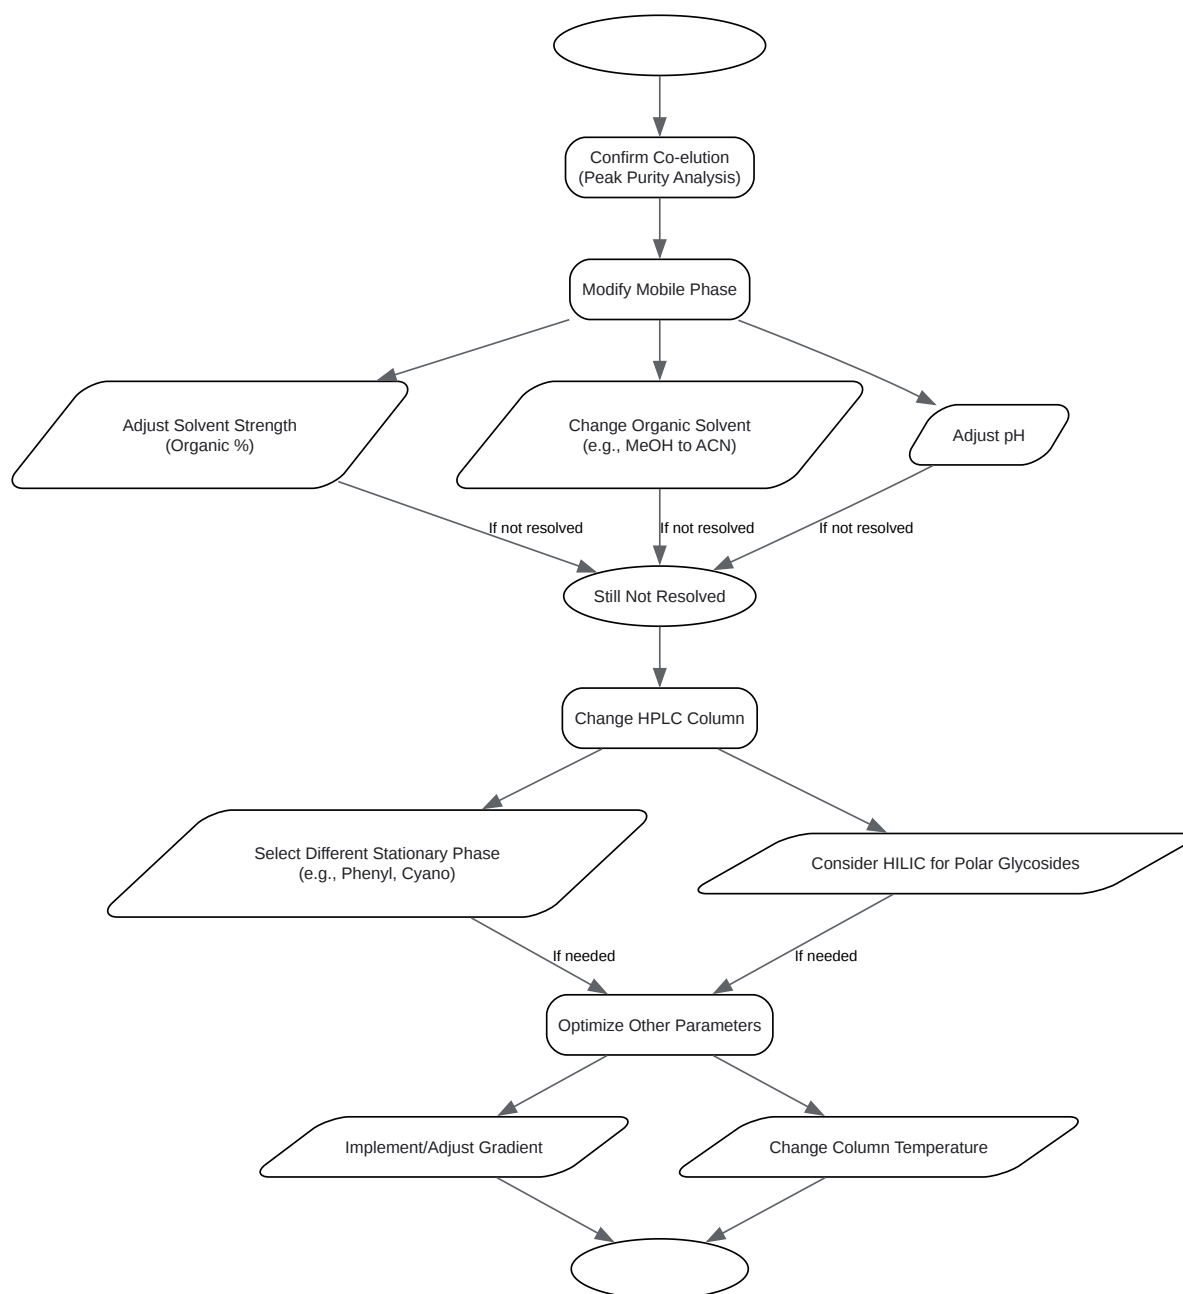 Confirm Co-elution
(Peak Purity Analysis)
Modify Mobile Phase
Adjust Solvent Strength
(Organic %)
Change Organic Solvent
(e.g., MeOH to ACN)
Adjust pH
If not resolved
If not resolved
If not resolved
Still Not Resolved
Change HPLC Column
Select Different Stationary Phase
(e.g., Phenyl, Cyano)
Consider HILIC for Polar Glycosides
If needed
If needed
Optimize Other Parameters
Implement/Adjust Gradient
Change Column Temperature